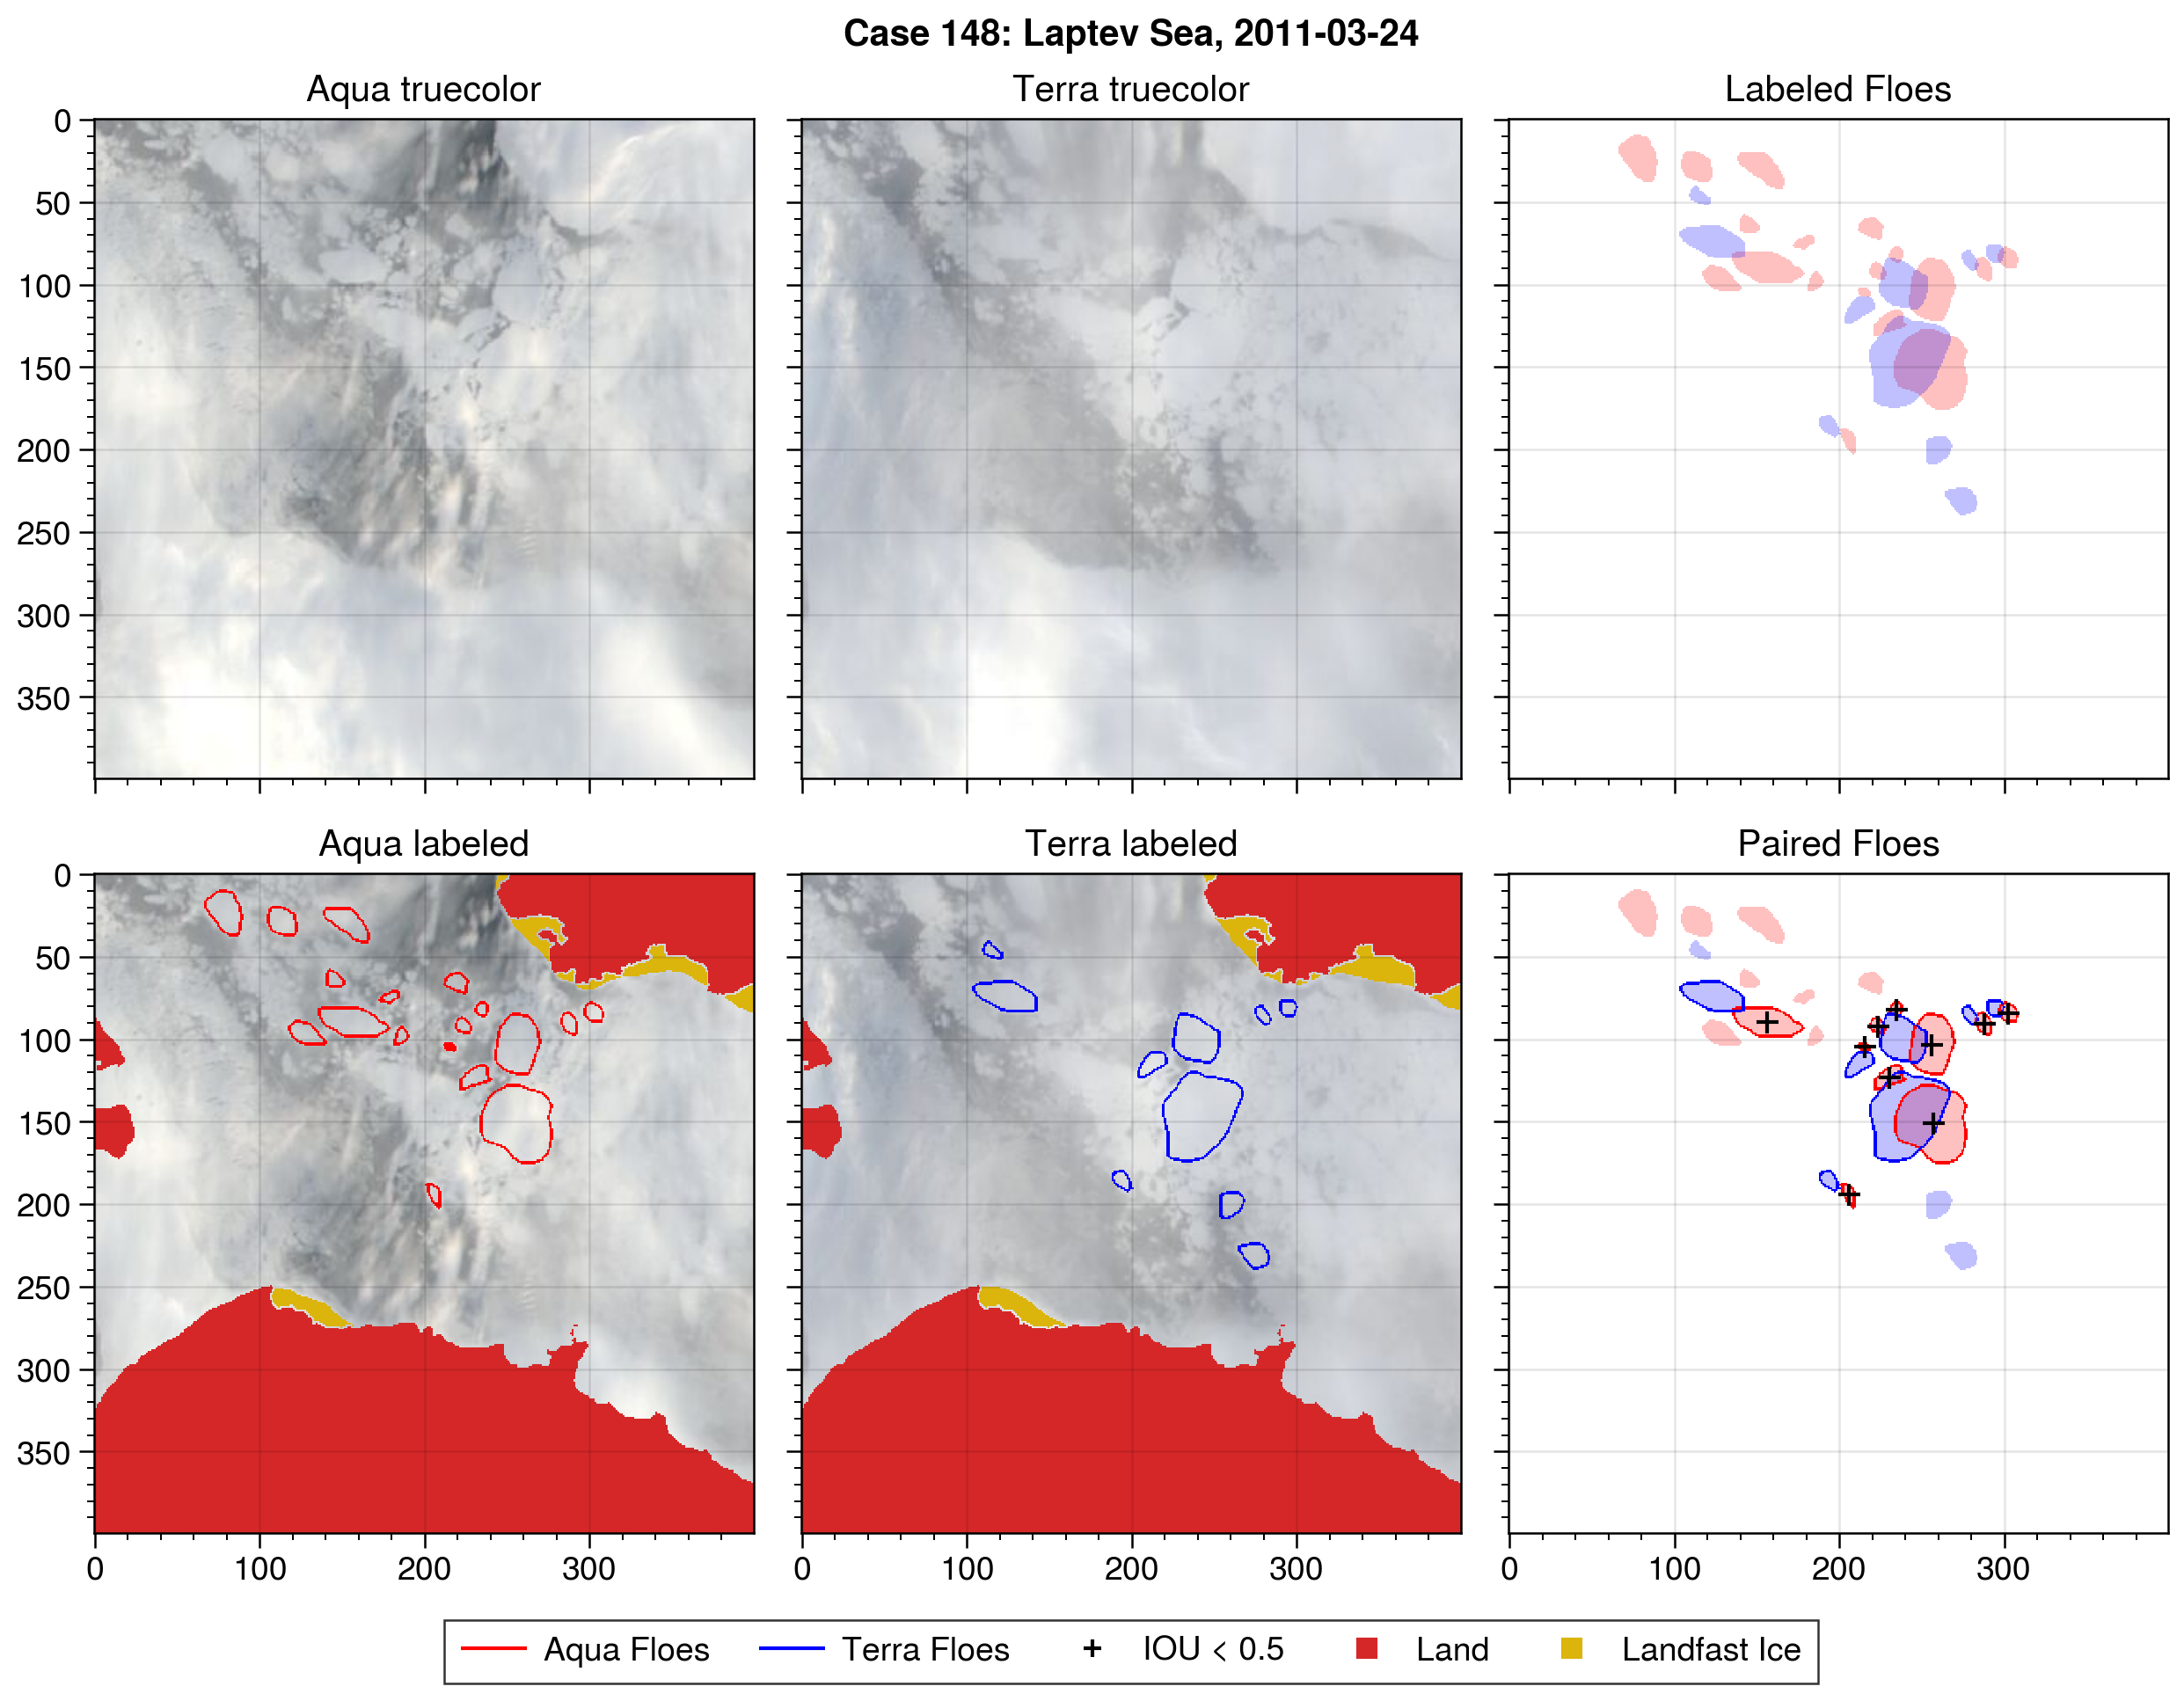 Case 148: Laptev Sea, 2011-03-24
Aqua truecolor
Terra truecolor
Labeled Floes
0
50
100
150
200
250
300
350
Aqua labeled
Terra labeled
Paired Floes
0
50
100
150
200
250
300
350
0 100 200 300
0 100 200 300
0 100 200 300
Aqua Floes
Terra Floes
+ IOU < 0.5
Land
Landfast Ice